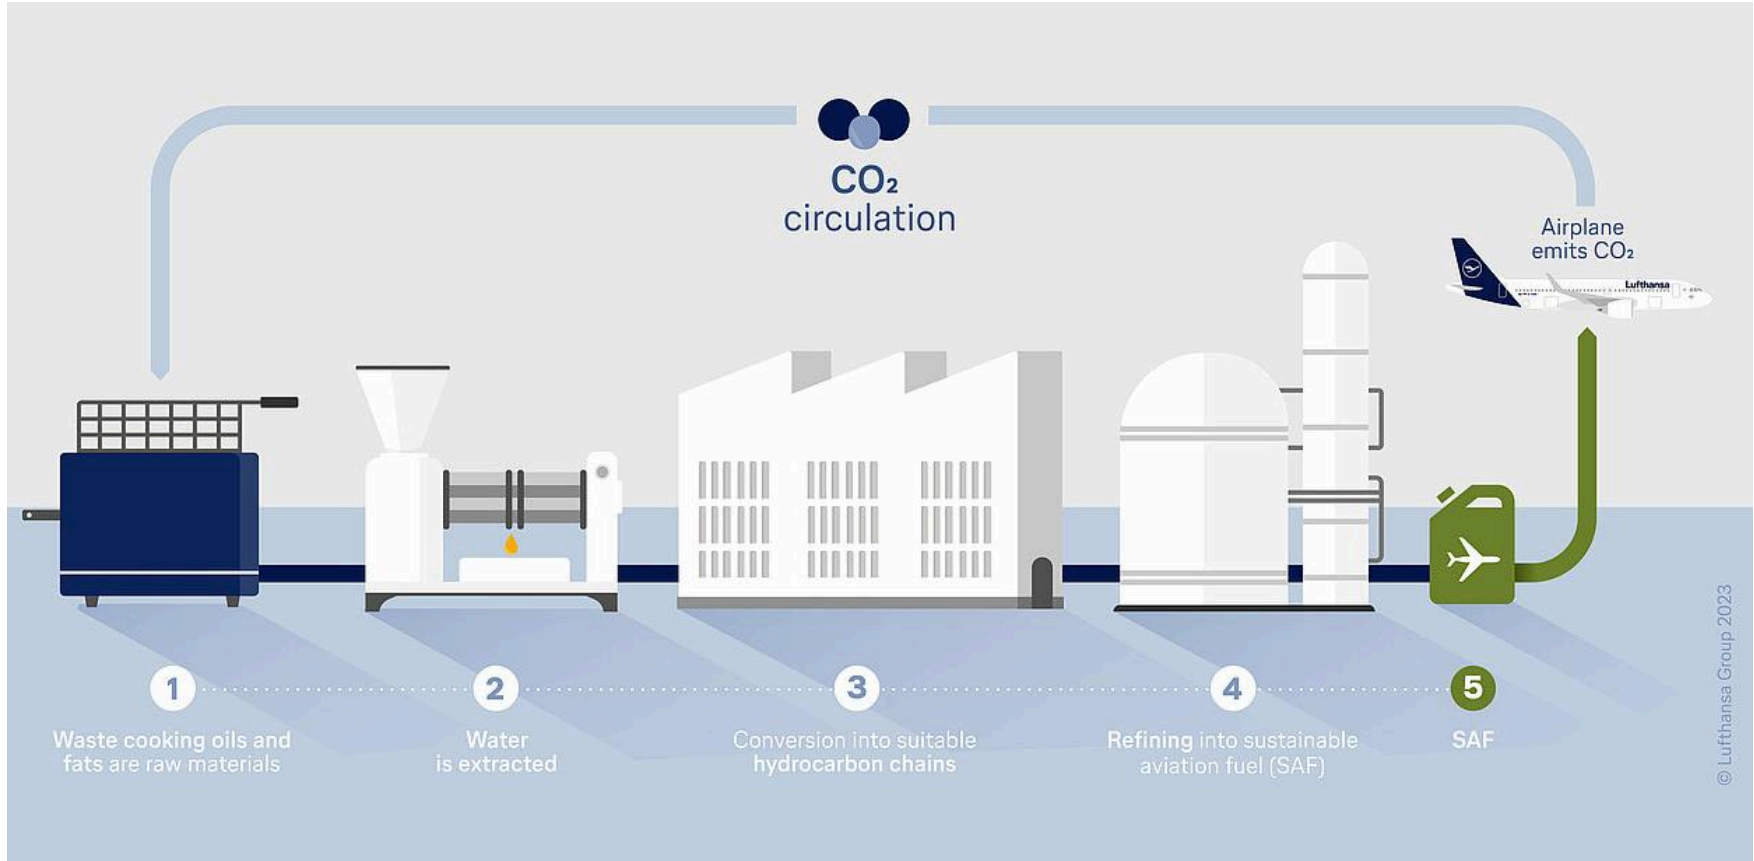 CO₂
circulation
Airplane
emits CO₂
Lufthansa
1
Waste cooking oils and
fats are raw materials
2
Water
is extracted
3
Conversion into suitable
hydrocarbon chains
4
Refining into sustainable
aviation fuel (SAF)
5
SAF
© Lufthansa Group 2023